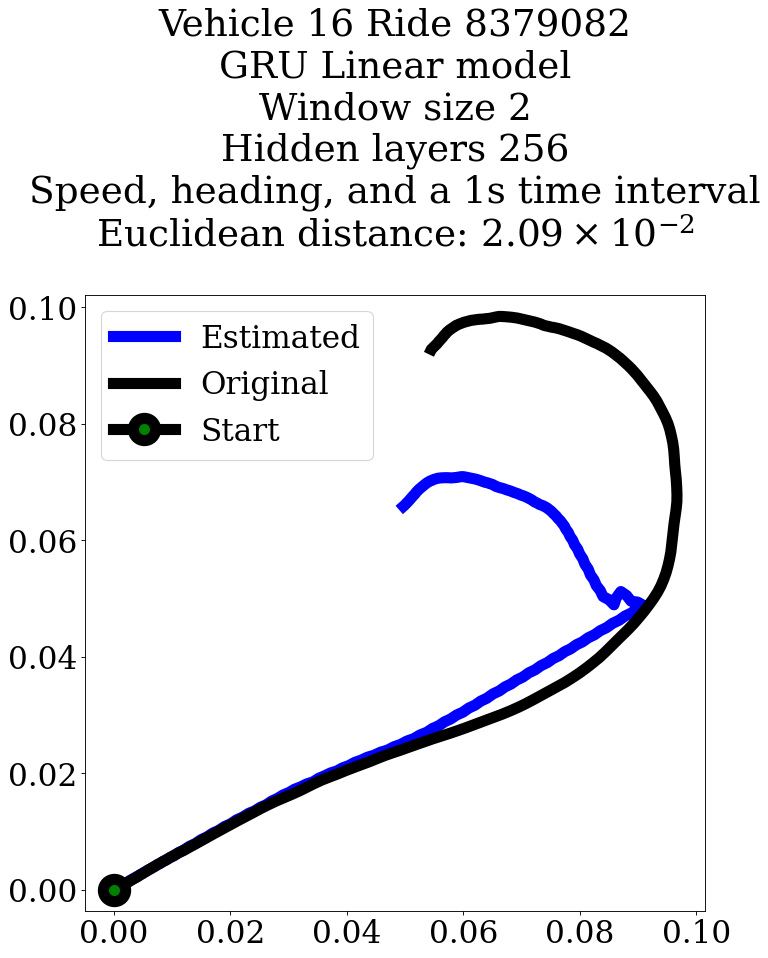 Vehicle 16 Ride 8379082
GRU Linear model
Window size 2
Hidden layers 256
Speed, heading, and a 1s time interval
Euclidean distance: 2.09 × 10⁻²
Estimated
Original
Start
0.10
0.08
0.06
0.04
0.02
0.00
0.00 0.02 0.04 0.06 0.08 0.10